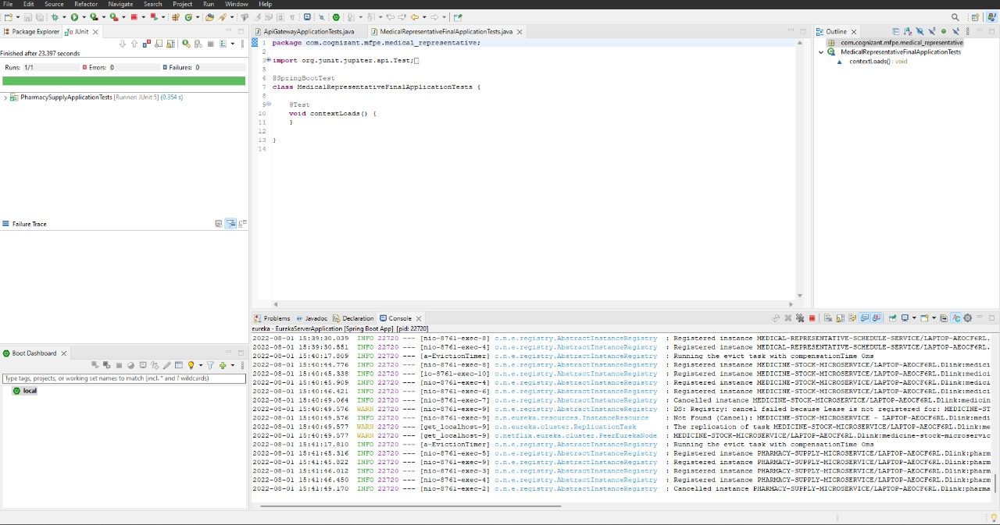 File Edit Source Refactor Navigate Search Project Run Window Help
Package Explorer JUnit
Finished after 23.397 seconds
Runs: 1/1 Errors: 0 Failures: 0
PharmacySupplyApplicationTests [Runner: JUnit 5] (0.354 s)
Failure Trace
Boot Dashboard
Type tags, projects, or working set names to match (incl. * and ? wildcards)
local
ApiGatewayApplicationTests.java MedicalRepresentativeFinalApplicationTests.java
1 package com.cognizant.mfpe.medical_representative;
2
3 import org.junit.jupiter.api.Test;
5
6 @SpringBootTest
7 class MedicalRepresentativeFinalApplicationTests {
8
9 @Test
10 void contextLoads() {
11 }
12
13 }
14
Outline
com.cognizant.mfpe.medical_representative
MedicalRepresentativeFinalApplicationTests
contextLoads() : void
Problems Javadoc Declaration Console
eureka - EurekaServerApplication [Spring Boot App] [pid: 22720]
2022-08-01 15:39:30.039 INFO 22720 --- [nio-8761-exec-8] c.n.e.registry.AbstractInstanceRegistry : Registered instance MEDICAL-REPRESENTATIVE-SCHEDULE-SERVICE/LAPTOP-AEOCF6RL.
2022-08-01 15:39:30.551 INFO 22720 --- [nio-8761-exec-4] c.n.e.registry.AbstractInstanceRegistry : Registered instance MEDICAL-REPRESENTATIVE-SCHEDULE-SERVICE/LAPTOP-AEOCF6RL.
2022-08-01 15:40:17.809 INFO 22720 --- [a-EvictionTimer] c.n.e.registry.AbstractInstanceRegistry : Running the evict task with compensationTime 0ms
2022-08-01 15:40:44.776 INFO 22720 --- [nio-8761-exec-8] c.n.e.registry.AbstractInstanceRegistry : Registered instance MEDICINE-STOCK-MICROSERVICE/LAPTOP-AEOCF6RL.Dlink:medici
2022-08-01 15:40:45.338 INFO 22720 --- [io-8761-exec-10] c.n.e.registry.AbstractInstanceRegistry : Registered instance MEDICINE-STOCK-MICROSERVICE/LAPTOP-AEOCF6RL.Dlink:medici
2022-08-01 15:40:45.909 INFO 22720 --- [nio-8761-exec-4] c.n.e.registry.AbstractInstanceRegistry : Registered instance MEDICINE-STOCK-MICROSERVICE/LAPTOP-AEOCF6RL.Dlink:medici
2022-08-01 15:40:46.421 INFO 22720 --- [nio-8761-exec-6] c.n.e.registry.AbstractInstanceRegistry : Registered instance MEDICINE-STOCK-MICROSERVICE/LAPTOP-AEOCF6RL.Dlink:medici
2022-08-01 15:40:49.064 INFO 22720 --- [nio-8761-exec-7] c.n.e.registry.AbstractInstanceRegistry : Cancelled instance MEDICINE-STOCK-MICROSERVICE/LAPTOP-AEOCF6RL.Dlink:medicin
2022-08-01 15:40:49.576 WARN 22720 --- [nio-8761-exec-9] c.n.e.registry.AbstractInstanceRegistry : DS: Registry: cancel failed because Lease is not registered for: MEDICINE-ST
2022-08-01 15:40:49.576 INFO 22720 --- [nio-8761-exec-9] c.n.eureka.resources.InstanceResource : Not Found (Cancel): MEDICINE-STOCK-MICROSERVICE - LAPTOP-AEOCF6RL.Dlink:medi
2022-08-01 15:40:49.577 WARN 22720 --- [get_localhost-9] c.n.eureka.cluster.ReplicationTask : The replication of task MEDICINE-STOCK-MICROSERVICE/LAPTOP-AEOCF6RL.Dlink:me
2022-08-01 15:40:49.577 WARN 22720 --- [get_localhost-9] c.netflix.eureka.cluster.PeerEurekaNode : MEDICINE-STOCK-MICROSERVICE/LAPTOP-AEOCF6RL.Dlink:medicine-stock-microservic
2022-08-01 15:41:17.810 INFO 22720 --- [a-EvictionTimer] c.n.e.registry.AbstractInstanceRegistry : Running the evict task with compensationTime 0ms
2022-08-01 15:41:45.316 INFO 22720 --- [nio-8761-exec-5] c.n.e.registry.AbstractInstanceRegistry : Registered instance PHARMACY-SUPPLY-MICROSERVICE/LAPTOP-AEOCF6RL.Dlink:pharm
2022-08-01 15:41:45.822 INFO 22720 --- [nio-8761-exec-9] c.n.e.registry.AbstractInstanceRegistry : Registered instance PHARMACY-SUPPLY-MICROSERVICE/LAPTOP-AEOCF6RL.Dlink:pharm
2022-08-01 15:41:46.012 INFO 22720 --- [nio-8761-exec-3] c.n.e.registry.AbstractInstanceRegistry : Registered instance PHARMACY-SUPPLY-MICROSERVICE/LAPTOP-AEOCF6RL.Dlink:pharm
2022-08-01 15:41:46.450 INFO 22720 --- [nio-8761-exec-4] c.n.e.registry.AbstractInstanceRegistry : Registered instance PHARMACY-SUPPLY-MICROSERVICE/LAPTOP-AEOCF6RL.Dlink:pharm
2022-08-01 15:41:49.170 INFO 22720 --- [nio-8761-exec-2] c.n.e.registry.AbstractInstanceRegistry : Cancelled instance PHARMACY-SUPPLY-MICROSERVICE/LAPTOP-AEOCF6RL.Dlink:pharma